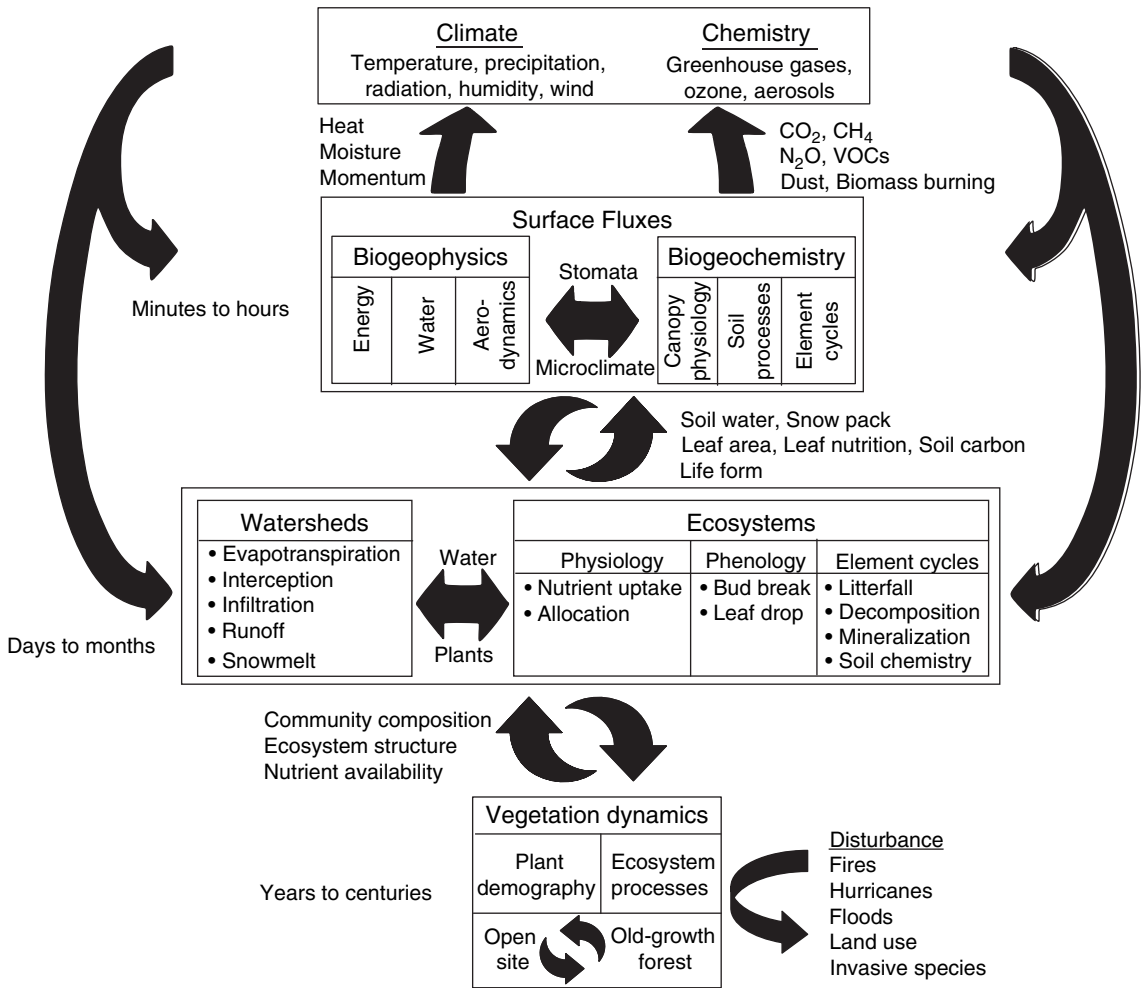 Climate
Temperature, precipitation,
radiation, humidity, wind
Chemistry
Greenhouse gases,
ozone, aerosols
Heat
Moisture
Momentum
CO₂, CH₄
N₂O, VOCs
Dust, Biomass burning
Surface Fluxes
Biogeophysics
Energy
Water
Aero-
dynamics
Stomata
Microclimate
Biogeochemistry
Canopy
physiology
Soil
processes
Element
cycles
Minutes to hours
Soil water, Snow pack
Leaf area, Leaf nutrition, Soil carbon
Life form
Watersheds
• Evapotranspiration
• Interception
• Infiltration
• Runoff
• Snowmelt
Water
Plants
Ecosystems
Physiology
• Nutrient uptake
• Allocation
Phenology
• Bud break
• Leaf drop
Element cycles
• Litterfall
• Decomposition
• Mineralization
• Soil chemistry
Days to months
Community composition
Ecosystem structure
Nutrient availability
Vegetation dynamics
Plant
demography
Ecosystem
processes
Open
site
Old-growth
forest
Years to centuries
Disturbance
Fires
Hurricanes
Floods
Land use
Invasive species